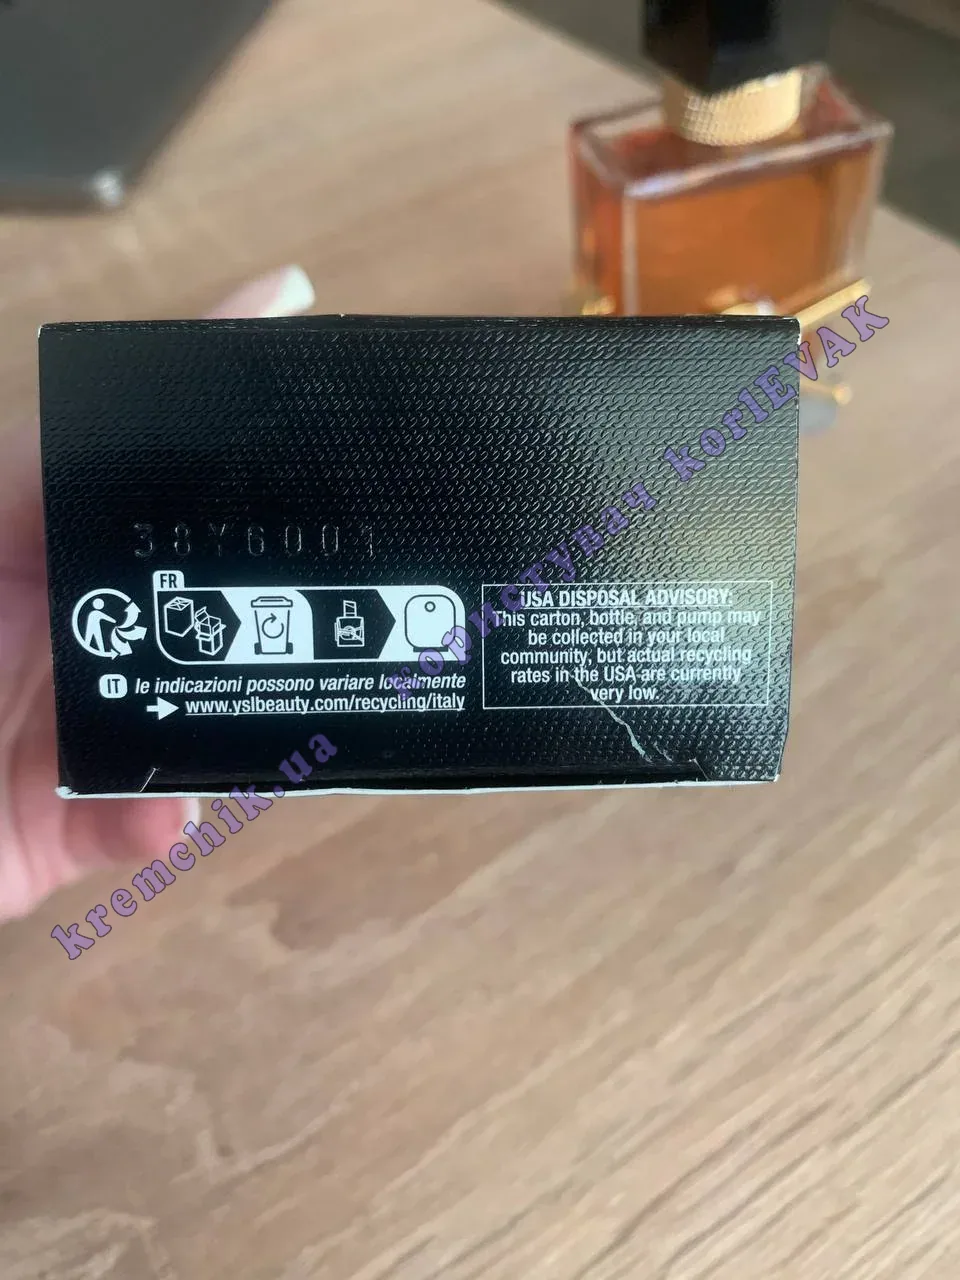 38Y6001
FR
USA DISPOSAL ADVISORY:
This carton, bottle, and pump may
be collected in your local
community, but actual recycling
rates in the USA are currently
very low.
IT le indicazioni possono variare localmente
www.yslbeauty.com/recycling/italy
kremchik.ua користувач korlEVAK